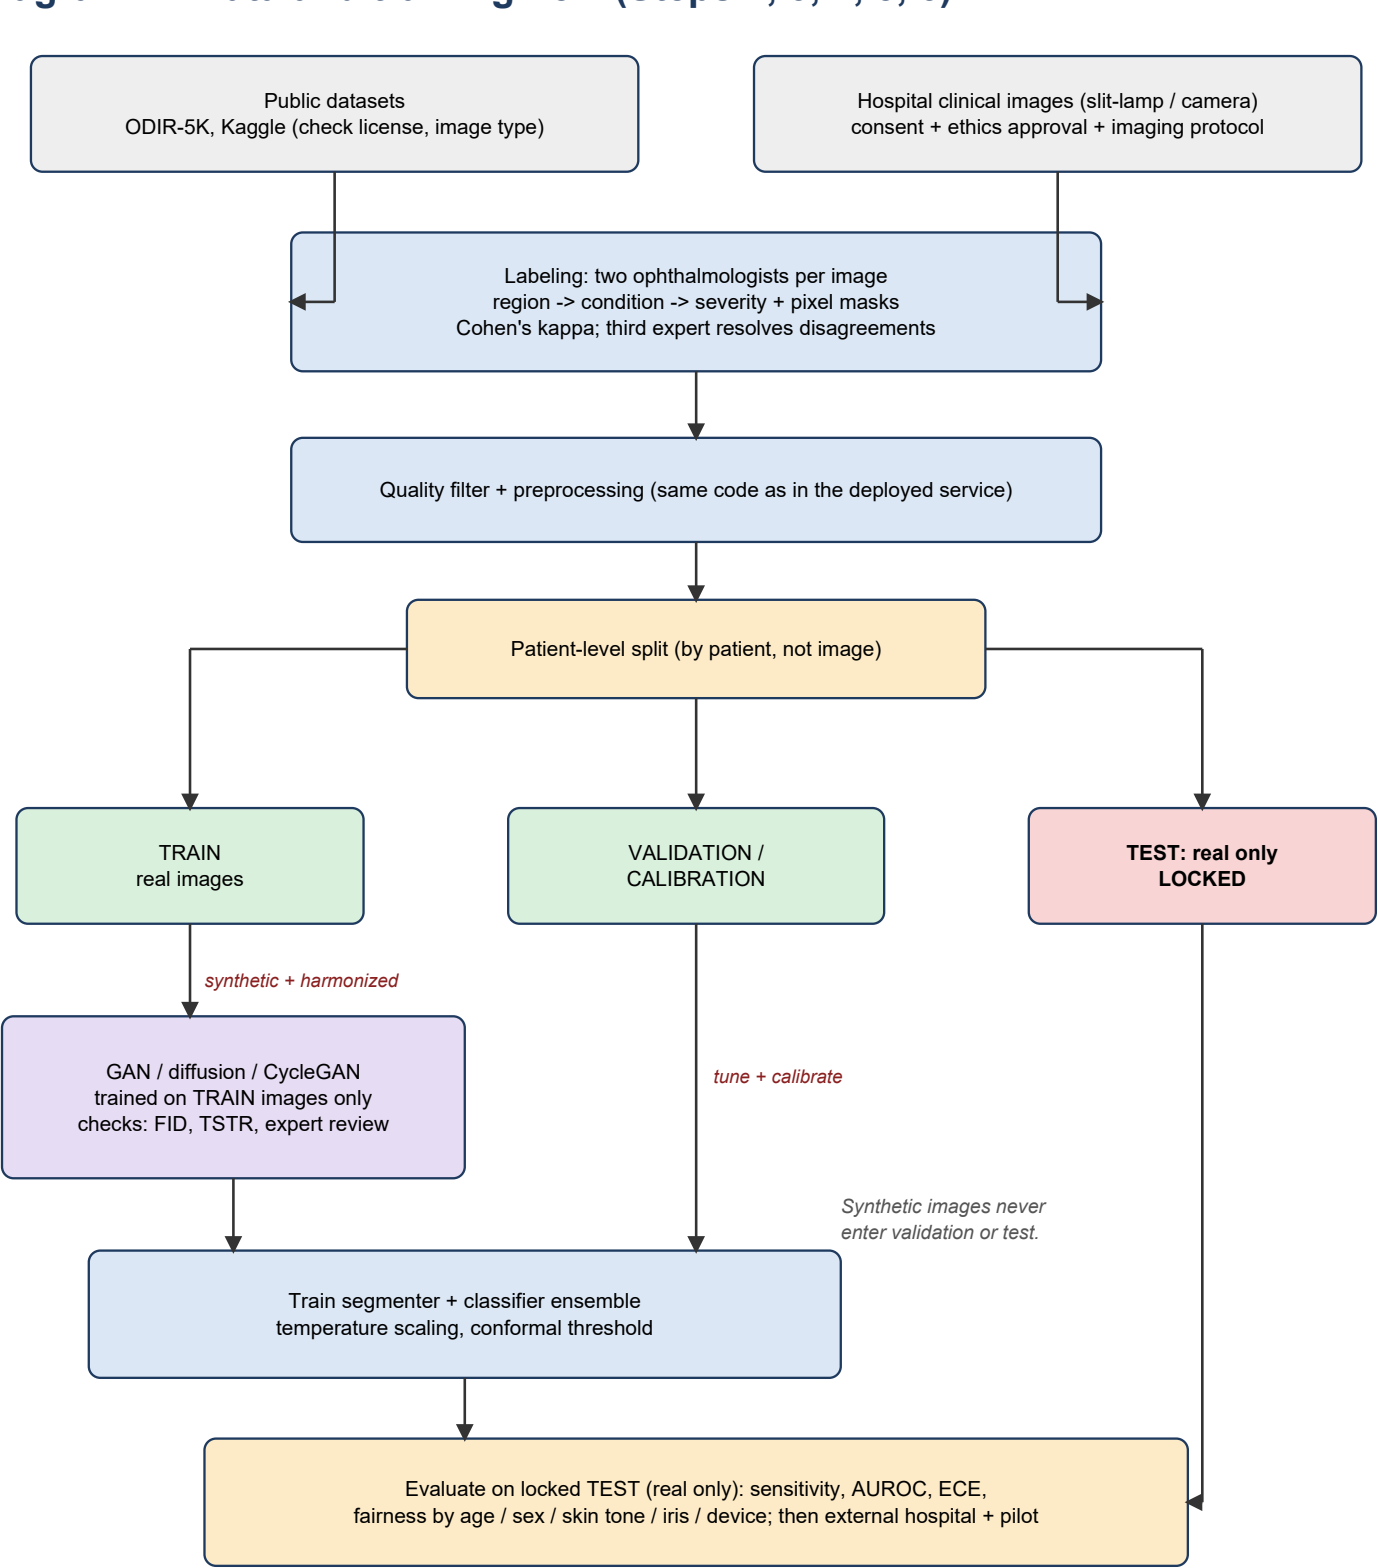 Public datasets
ODIR-5K, Kaggle (check license, image type)
Hospital clinical images (slit-lamp / camera)
consent + ethics approval + imaging protocol
Labeling: two ophthalmologists per image
region -> condition -> severity + pixel masks
Cohen's kappa; third expert resolves disagreements
Quality filter + preprocessing (same code as in the deployed service)
Patient-level split (by patient, not image)
TRAIN
real images
VALIDATION /
CALIBRATION
TEST: real only
LOCKED
synthetic + harmonized
GAN / diffusion / CycleGAN
trained on TRAIN images only
checks: FID, TSTR, expert review
tune + calibrate
Synthetic images never
enter validation or test.
Train segmenter + classifier ensemble
temperature scaling, conformal threshold
Evaluate on locked TEST (real only): sensitivity, AUROC, ECE,
fairness by age / sex / skin tone / iris / device; then external hospital + pilot